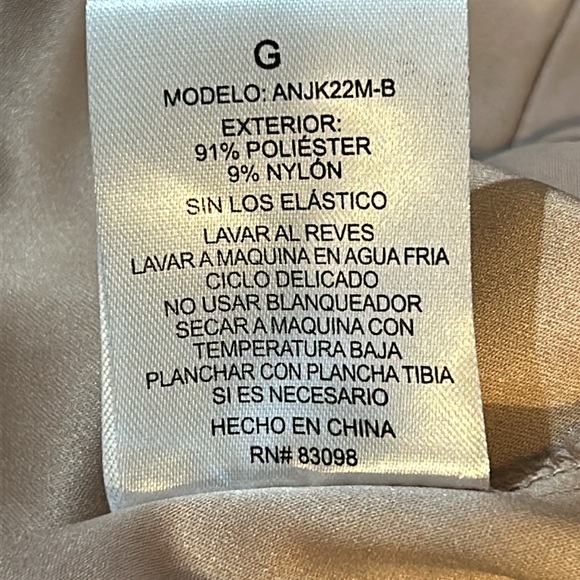 G
MODELO: ANJK22M-B
EXTERIOR:
91% POLIÉSTER
9% NYLÓN
SIN LOS ELÁSTICO
LAVAR AL REVES
LAVAR A MAQUINA EN AGUA FRIA
CICLO DELICADO
NO USAR BLANQUEADOR
SECAR A MAQUINA CON
TEMPERATURA BAJA
PLANCHAR CON PLANCHA TIBIA
SI ES NECESARIO
HECHO EN CHINA
RN# 83098